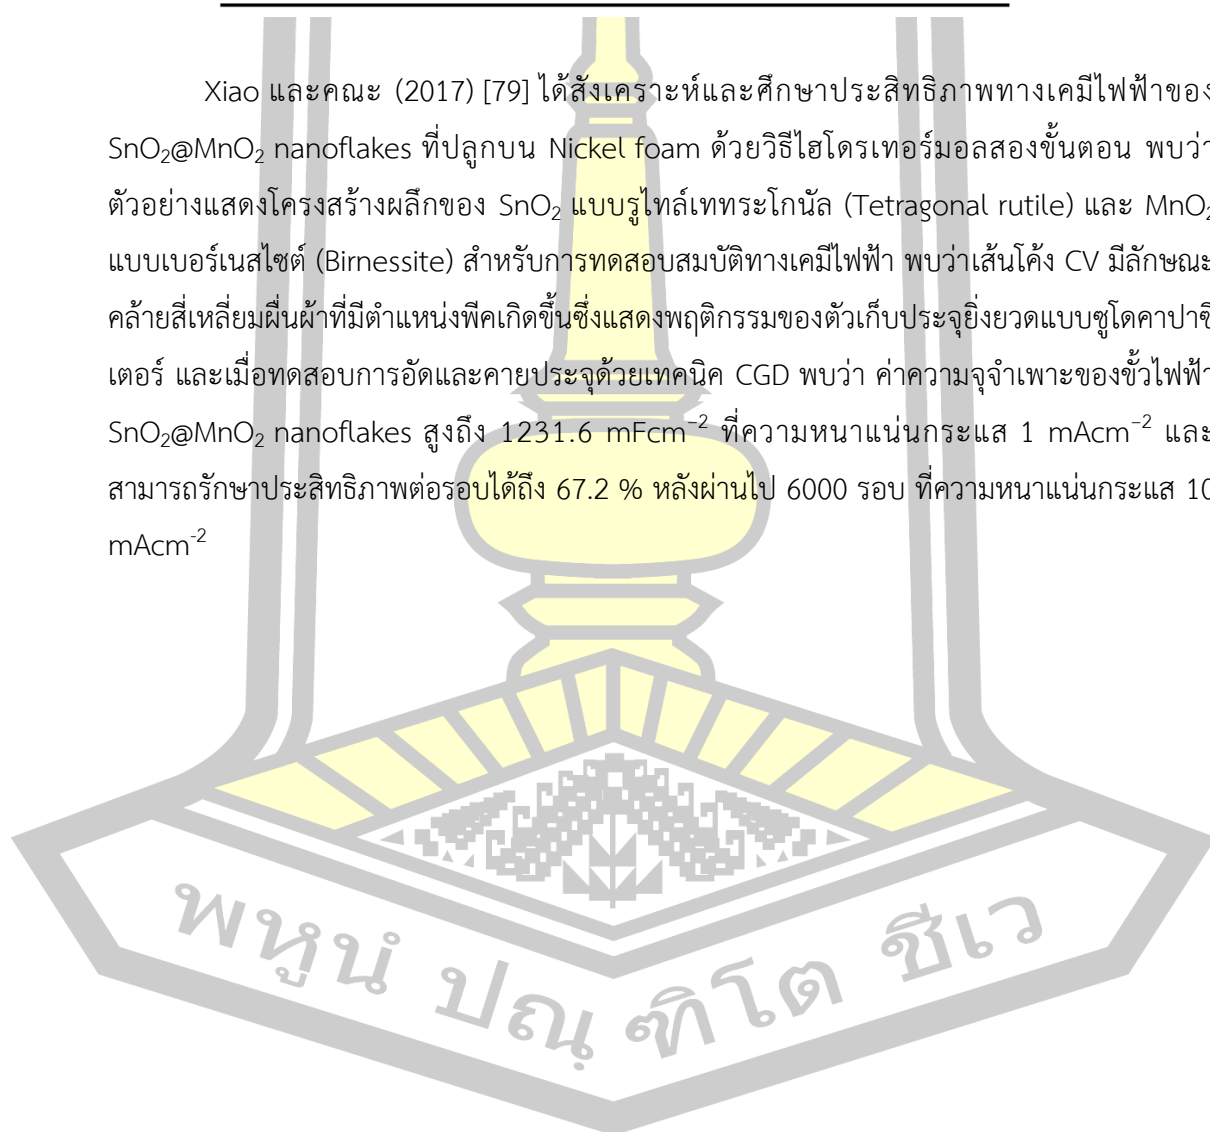 Xiao และคณะ (2017) [79] ได้สังเคราะห์และศึกษาประสิทธิภาพทางเคมีไฟฟ้าของ
SnO₂@MnO₂ nanoflakes ที่ปลูกบน Nickel foam ด้วยวิธีไฮโดรเทอร์มอลสองขั้นตอน พบว่า
ตัวอย่างแสดงโครงสร้างผลึกของ SnO₂ แบบรูไทล์เททระโกนัล (Tetragonal rutile) และ MnO₂
แบบเบอร์เนสไซต์ (Birnessite) สำหรับการทดสอบสมบัติทางเคมีไฟฟ้า พบว่าเส้นโค้ง CV มีลักษณะ
คล้ายสี่เหลี่ยมผืนผ้าที่มีตำแหน่งพีคเกิดขึ้นซึ่งแสดงพฤติกรรมของตัวเก็บประจุยิ่งยวดแบบซูโดคาปาซิ
เตอร์ และเมื่อทดสอบการอัดและคายประจุด้วยเทคนิค CGD พบว่า ค่าความจุจำเพาะของขั้วไฟฟ้า
SnO₂@MnO₂ nanoflakes สูงถึง 1231.6 mFcm⁻² ที่ความหนาแน่นกระแส 1 mAcm⁻² และ
สามารถรักษาประสิทธิภาพต่อรอบได้ถึง 67.2 % หลังผ่านไป 6000 รอบ ที่ความหนาแน่นกระแส 10
mAcm⁻²
พหูนํ ปณฺฑิโต ชีเว